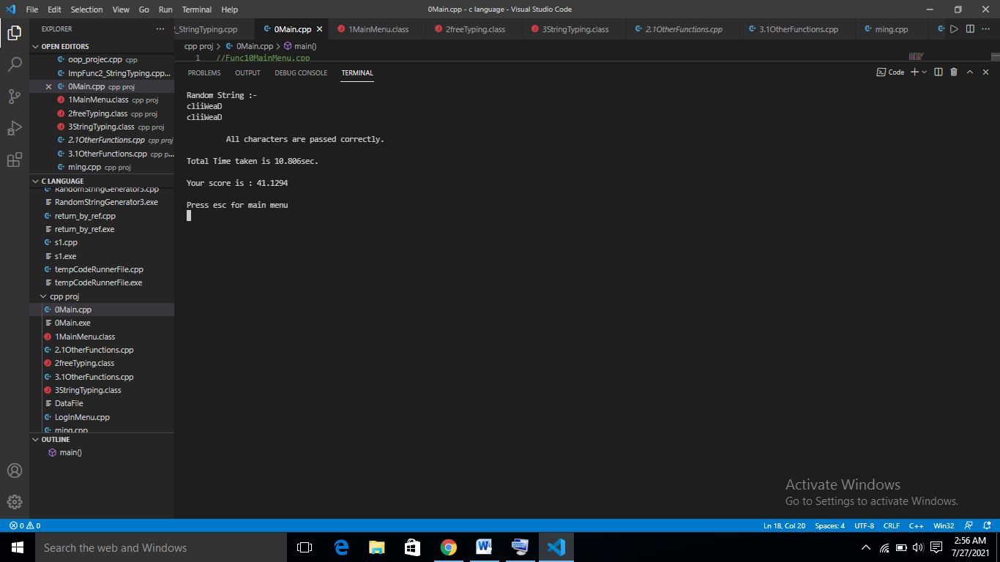 File Edit Selection View Go Run Terminal Help 0Main.cpp - c language - Visual Studio Code
EXPLORER
2_StringTyping.cpp 0Main.cpp 1MainMenu.class 2freeTyping.class 3StringTyping.class 2.1OtherFunctions.cpp 3.1OtherFunctions.cpp ming.cpp
OPEN EDITORS
oop_projec.cpp cpp
ImpFunc2_StringTyping.cpp...
0Main.cpp cpp proj
1MainMenu.class cpp proj
2freeTyping.class cpp proj
3StringTyping.class cpp proj
2.1OtherFunctions.cpp cpp proj
3.1OtherFunctions.cpp cpp p...
ming.cpp cpp proj
C LANGUAGE
RandomStringGenerator3.cpp
RandomStringGenerator3.exe
return_by_ref.cpp
return_by_ref.exe
s1.cpp
s1.exe
tempCodeRunnerFile.cpp
tempCodeRunnerFile.exe
cpp proj
0Main.cpp
0Main.exe
1MainMenu.class
2.1OtherFunctions.cpp
2freeTyping.class
3.1OtherFunctions.cpp
3StringTyping.class
DataFile
LogInMenu.cpp
ming.cpp
OUTLINE
main()
cpp proj > 0Main.cpp > main()
1 //Func10MainMenu.cpp
PROBLEMS OUTPUT DEBUG CONSOLE TERMINAL
Code
Random String :-
cliiWeaD
cliiWeaD
All characters are passed correctly.
Total Time taken is 10.806sec.
Your score is : 41.1294
Press esc for main menu
Activate Windows
Go to Settings to activate Windows.
0 0
Ln 18, Col 20 Spaces: 4 UTF-8 CRLF C++ Win32
Search the web and Windows
2:56 AM
7/27/2021